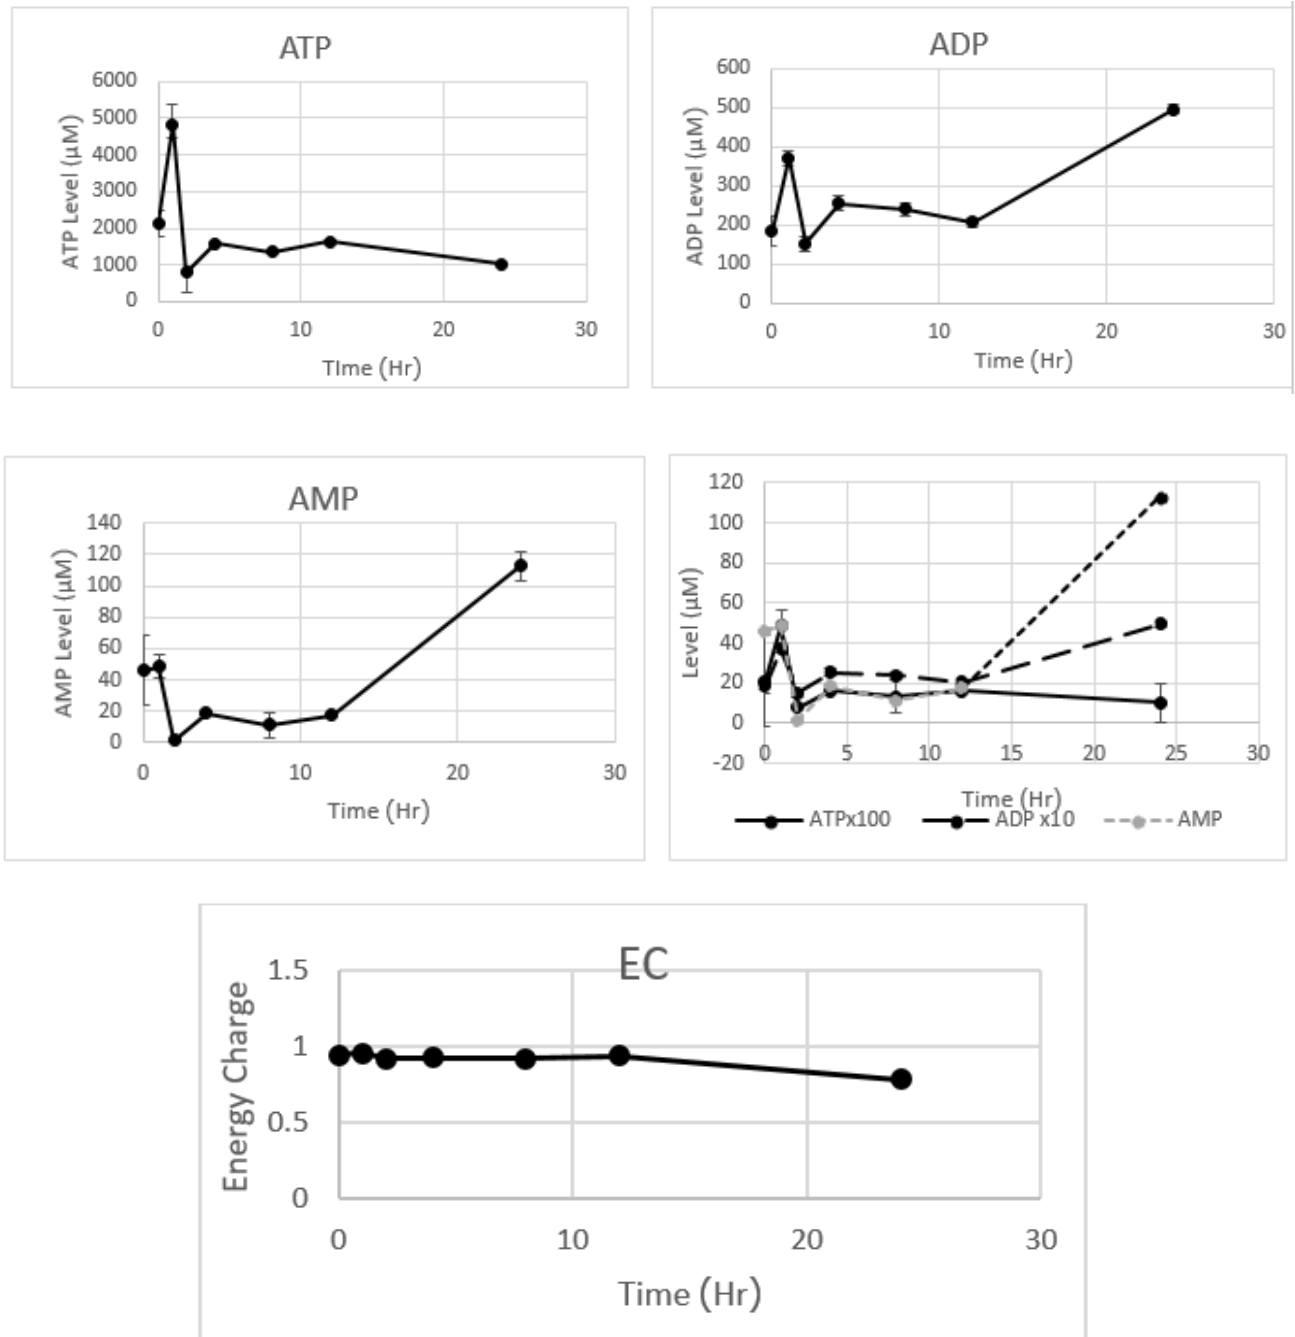 ATP
6000
5000
4000
3000
2000
1000
0
0 10 20 30
ATP Level (µM)
TIme (Hr)
ADP
600
500
400
300
200
100
0
0 10 20 30
ADP Level (µM)
Time (Hr)
AMP
140
120
100
80
60
40
20
0
0 10 20 30
AMP Level (µM)
Time (Hr)
120
100
80
60
40
20
0
-20
0 5 10 15 20 25 30
Level (µM)
Time (Hr)
ATPx100 ADP x10 AMP
EC
1.5
1
0.5
0
0 10 20 30
Energy Charge
Time (Hr)